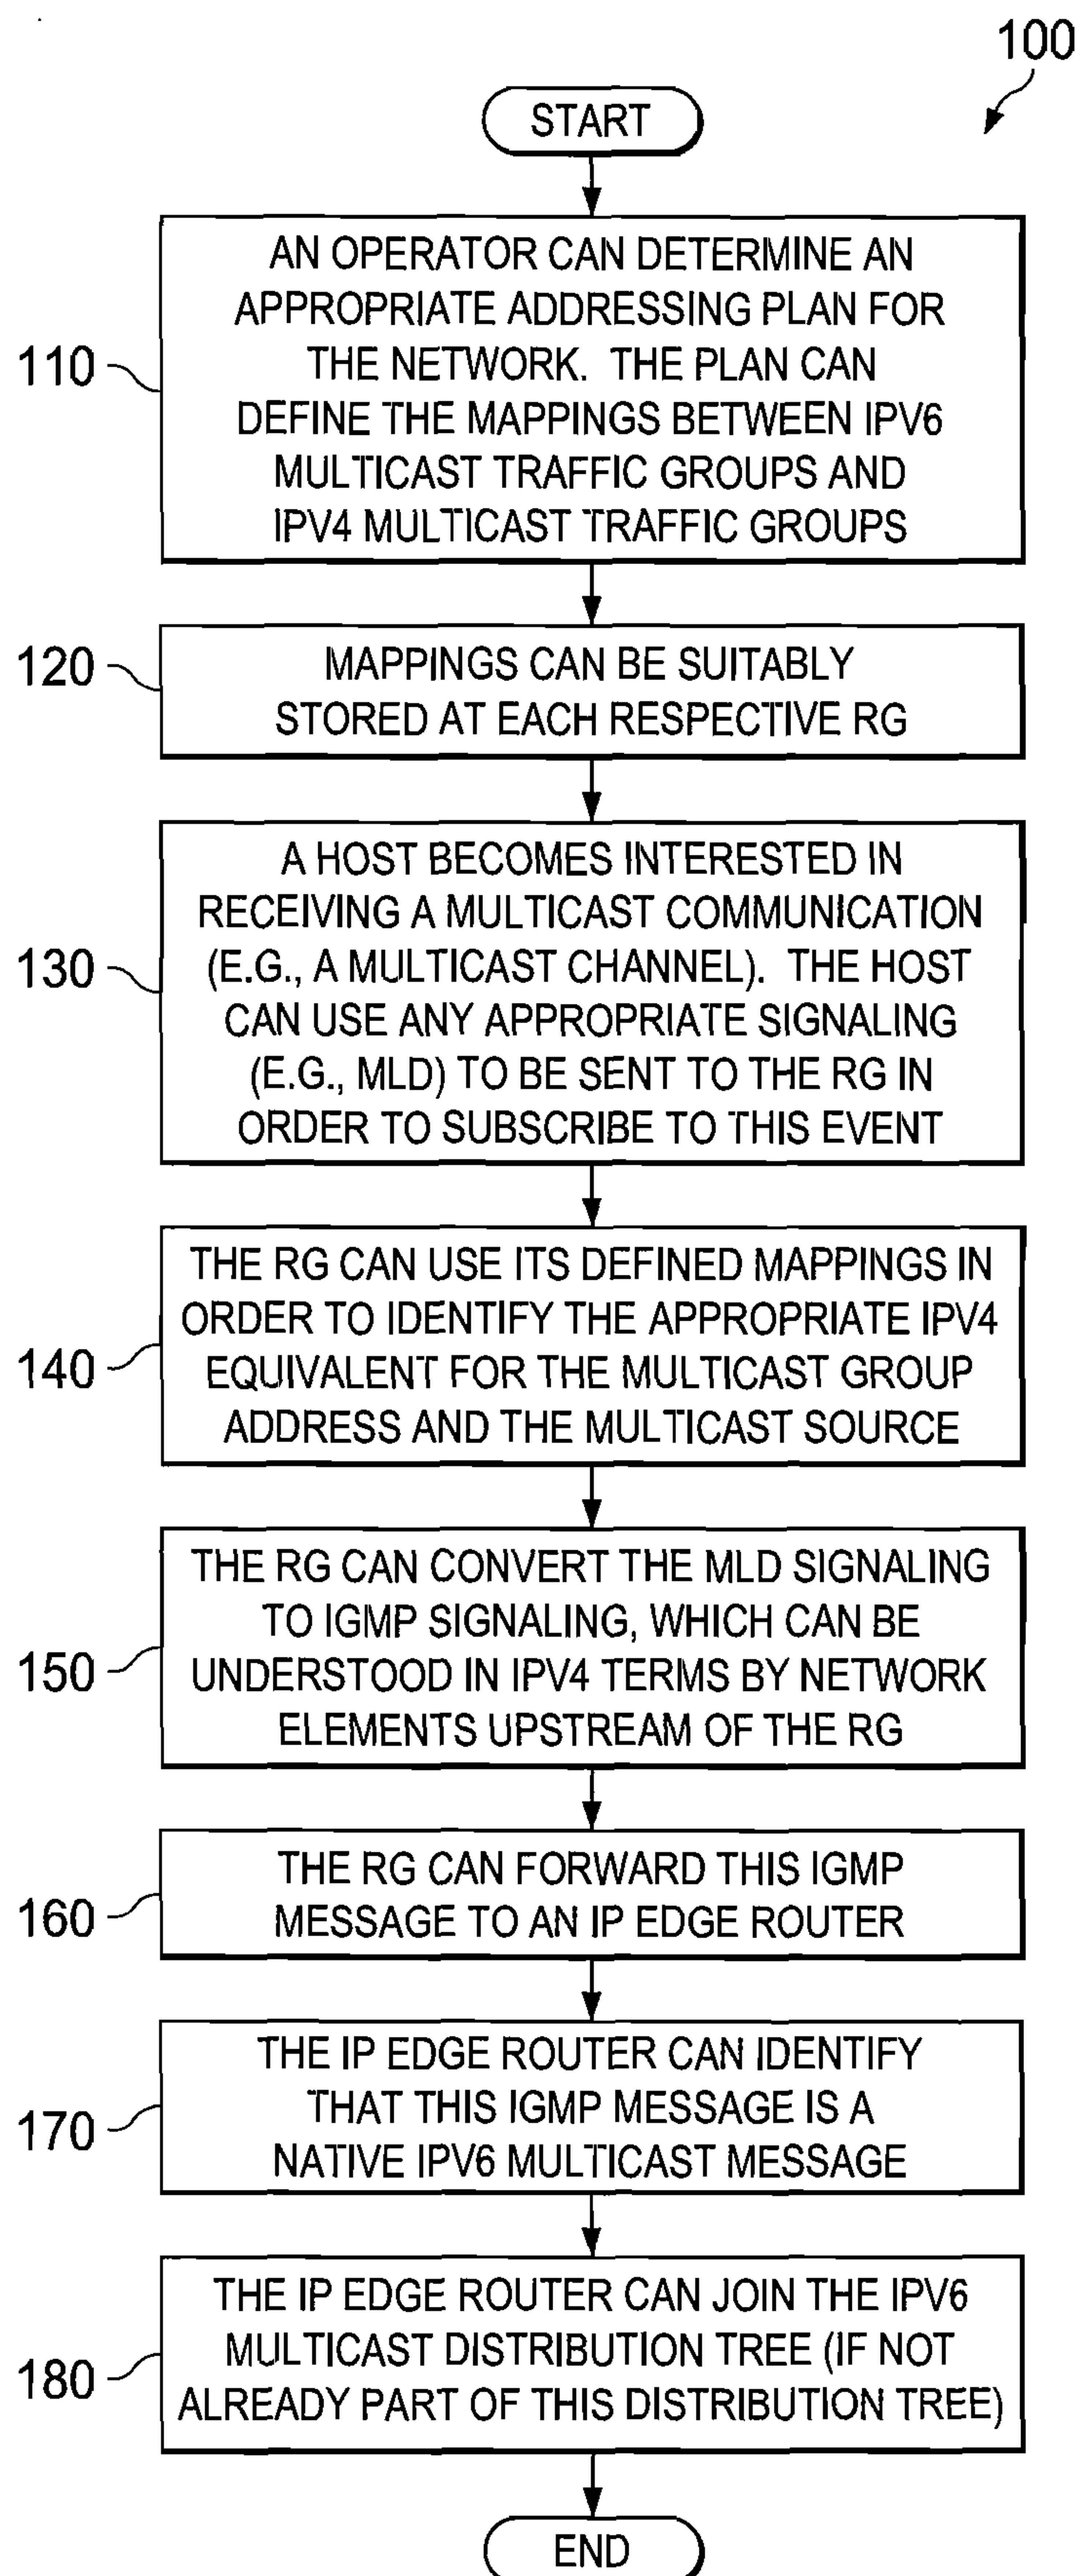 100
START
110
AN OPERATOR CAN DETERMINE AN
APPROPRIATE ADDRESSING PLAN FOR
THE NETWORK. THE PLAN CAN
DEFINE THE MAPPINGS BETWEEN IPV6
MULTICAST TRAFFIC GROUPS AND
IPV4 MULTICAST TRAFFIC GROUPS
120
MAPPINGS CAN BE SUITABLY
STORED AT EACH RESPECTIVE RG
130
A HOST BECOMES INTERESTED IN
RECEIVING A MULTICAST COMMUNICATION
(E.G., A MULTICAST CHANNEL). THE HOST
CAN USE ANY APPROPRIATE SIGNALING
(E.G., MLD) TO BE SENT TO THE RG IN
ORDER TO SUBSCRIBE TO THIS EVENT
140
THE RG CAN USE ITS DEFINED MAPPINGS IN
ORDER TO IDENTIFY THE APPROPRIATE IPV4
EQUIVALENT FOR THE MULTICAST GROUP
ADDRESS AND THE MULTICAST SOURCE
150
THE RG CAN CONVERT THE MLD SIGNALING
TO IGMP SIGNALING, WHICH CAN BE
UNDERSTOOD IN IPV4 TERMS BY NETWORK
ELEMENTS UPSTREAM OF THE RG
160
THE RG CAN FORWARD THIS IGMP
MESSAGE TO AN IP EDGE ROUTER
170
THE IP EDGE ROUTER CAN IDENTIFY
THAT THIS IGMP MESSAGE IS A
NATIVE IPV6 MULTICAST MESSAGE
180
THE IP EDGE ROUTER CAN JOIN THE IPV6
MULTICAST DISTRIBUTION TREE (IF NOT
ALREADY PART OF THIS DISTRIBUTION TREE)
END